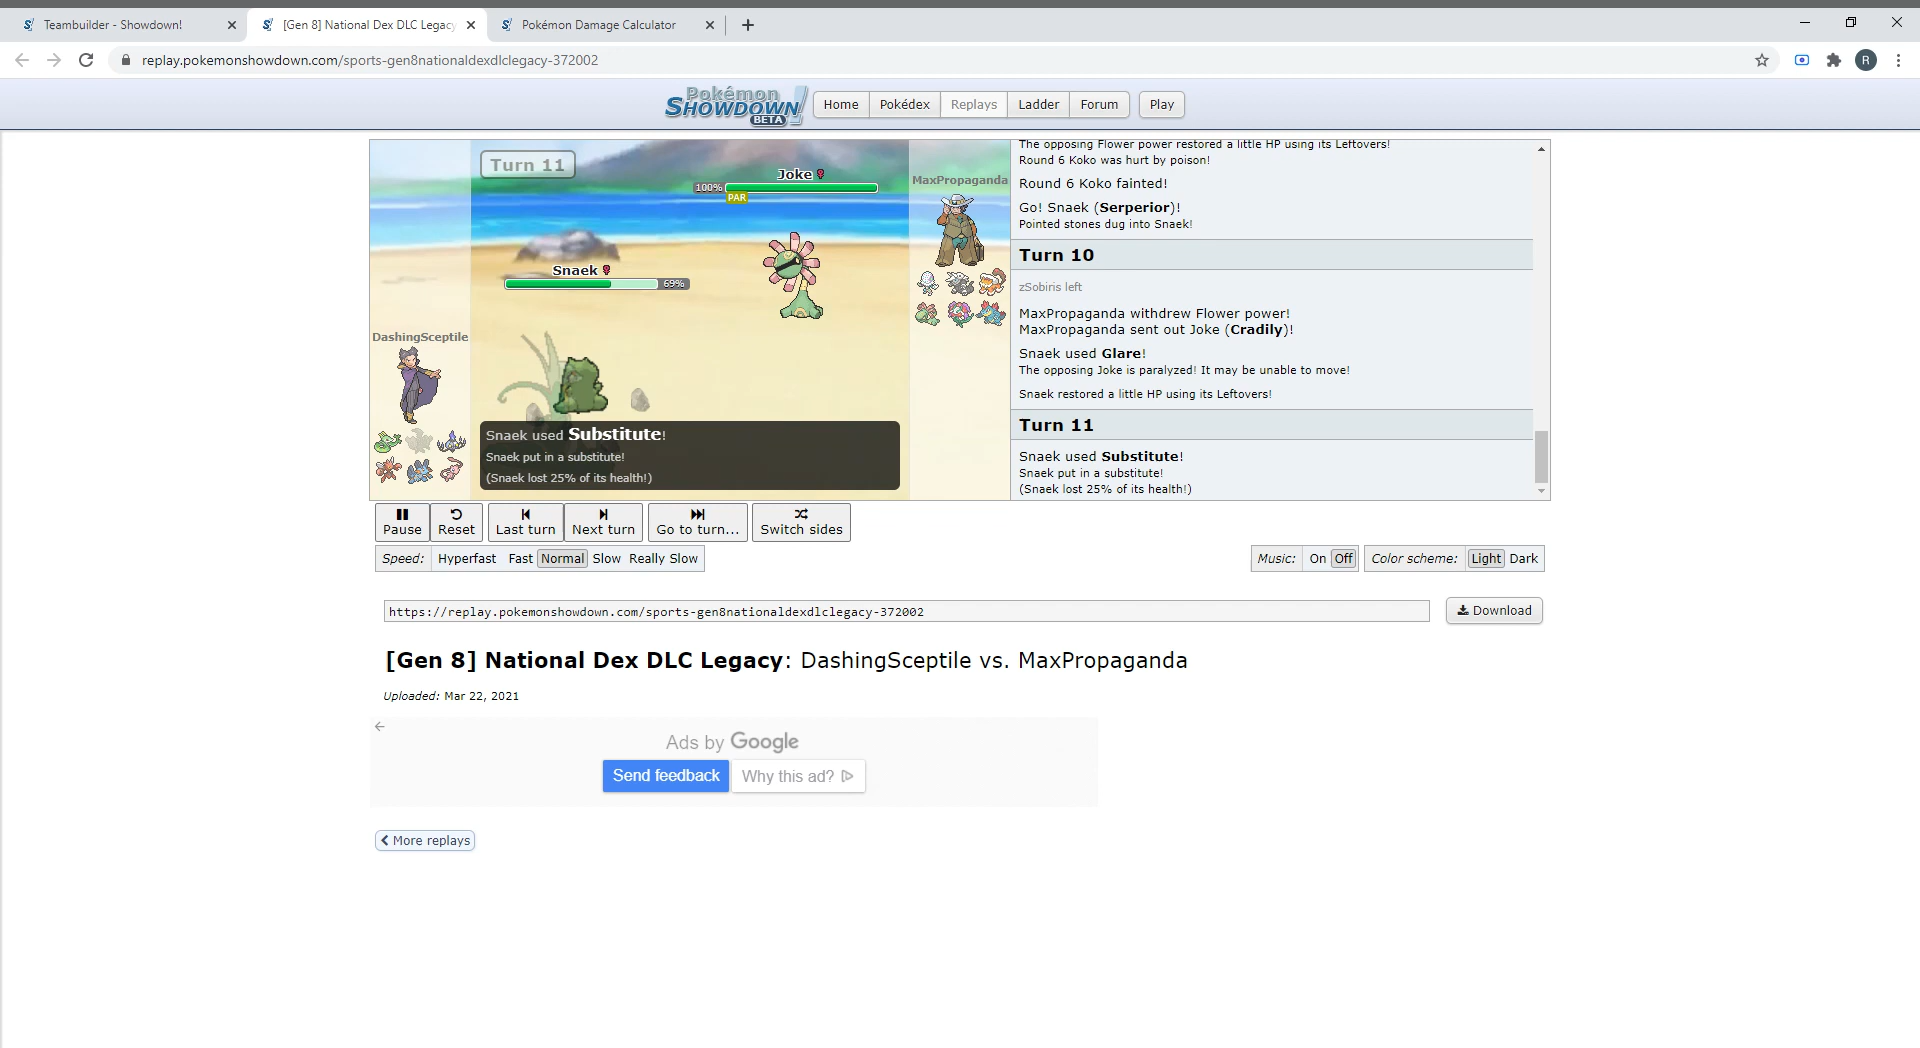 Teambuilder - Showdown!
[Gen 8] National Dex DLC Legacy
Pokémon Damage Calculator
replay.pokemonshowdown.com/sports-gen8nationaldexdlclegacy-372002
R
Pokémon
SHOWDOWN!
BETA
Home
Pokédex
Replays
Ladder
Forum
Play
Turn 11
Joke
100%
PAR
Snaek
69%
DashingSceptile
MaxPropaganda
Snaek used Substitute!
Snaek put in a substitute!
(Snaek lost 25% of its health!)
The opposing Flower power restored a little HP using its Leftovers!
Round 6 Koko was hurt by poison!
Round 6 Koko fainted!
Go! Snaek (Serperior)!
Pointed stones dug into Snaek!
Turn 10
zSobiris left
MaxPropaganda withdrew Flower power!
MaxPropaganda sent out Joke (Cradily)!
Snaek used Glare!
The opposing Joke is paralyzed! It may be unable to move!
Snaek restored a little HP using its Leftovers!
Turn 11
Snaek used Substitute!
Snaek put in a substitute!
(Snaek lost 25% of its health!)
Pause
Reset
Last turn
Next turn
Go to turn...
Switch sides
Speed: Hyperfast Fast Normal Slow Really Slow
Music: On Off
Color scheme: Light Dark
https://replay.pokemonshowdown.com/sports-gen8nationaldexdlclegacy-372002
Download
[Gen 8] National Dex DLC Legacy: DashingSceptile vs. MaxPropaganda
Uploaded: Mar 22, 2021
Ads by Google
Send feedback
Why this ad?
More replays